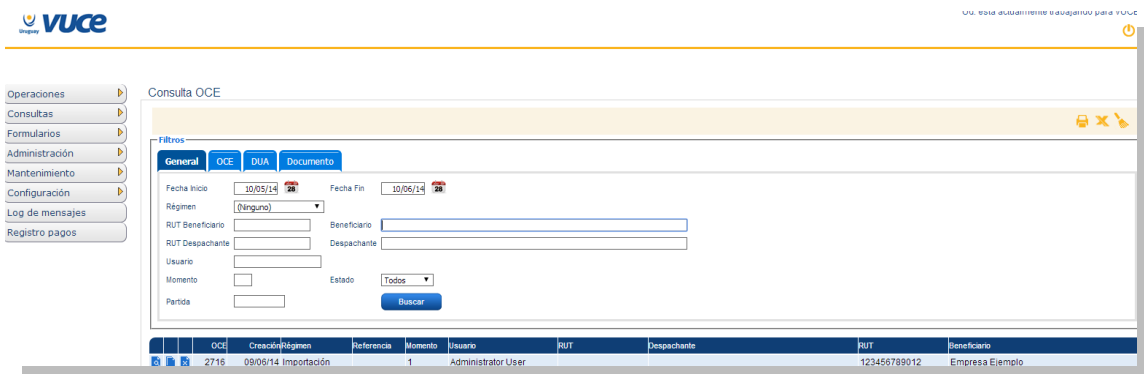 Ud. está actualmente trabajando para VUCE
Uruguay vuce
Operaciones
Consultas
Formularios
Administración
Mantenimiento
Configuración
Log de mensajes
Registro pagos
Consulta OCE
Filtros
General OCE DUA Documento
Fecha Inicio 10/05/14 28 Fecha Fin 10/06/14 28
Régimen (Ninguno)
RUT Beneficiario Beneficiario
RUT Despachante Despachante
Usuario
Momento Estado Todos
Partida Buscar
OCE Creación Régimen Referencia Momento Usuario RUT Despachante RUT Beneficiario
2716 09/06/14 Importación 1 Administrator User 123456789012 Empresa Ejemplo